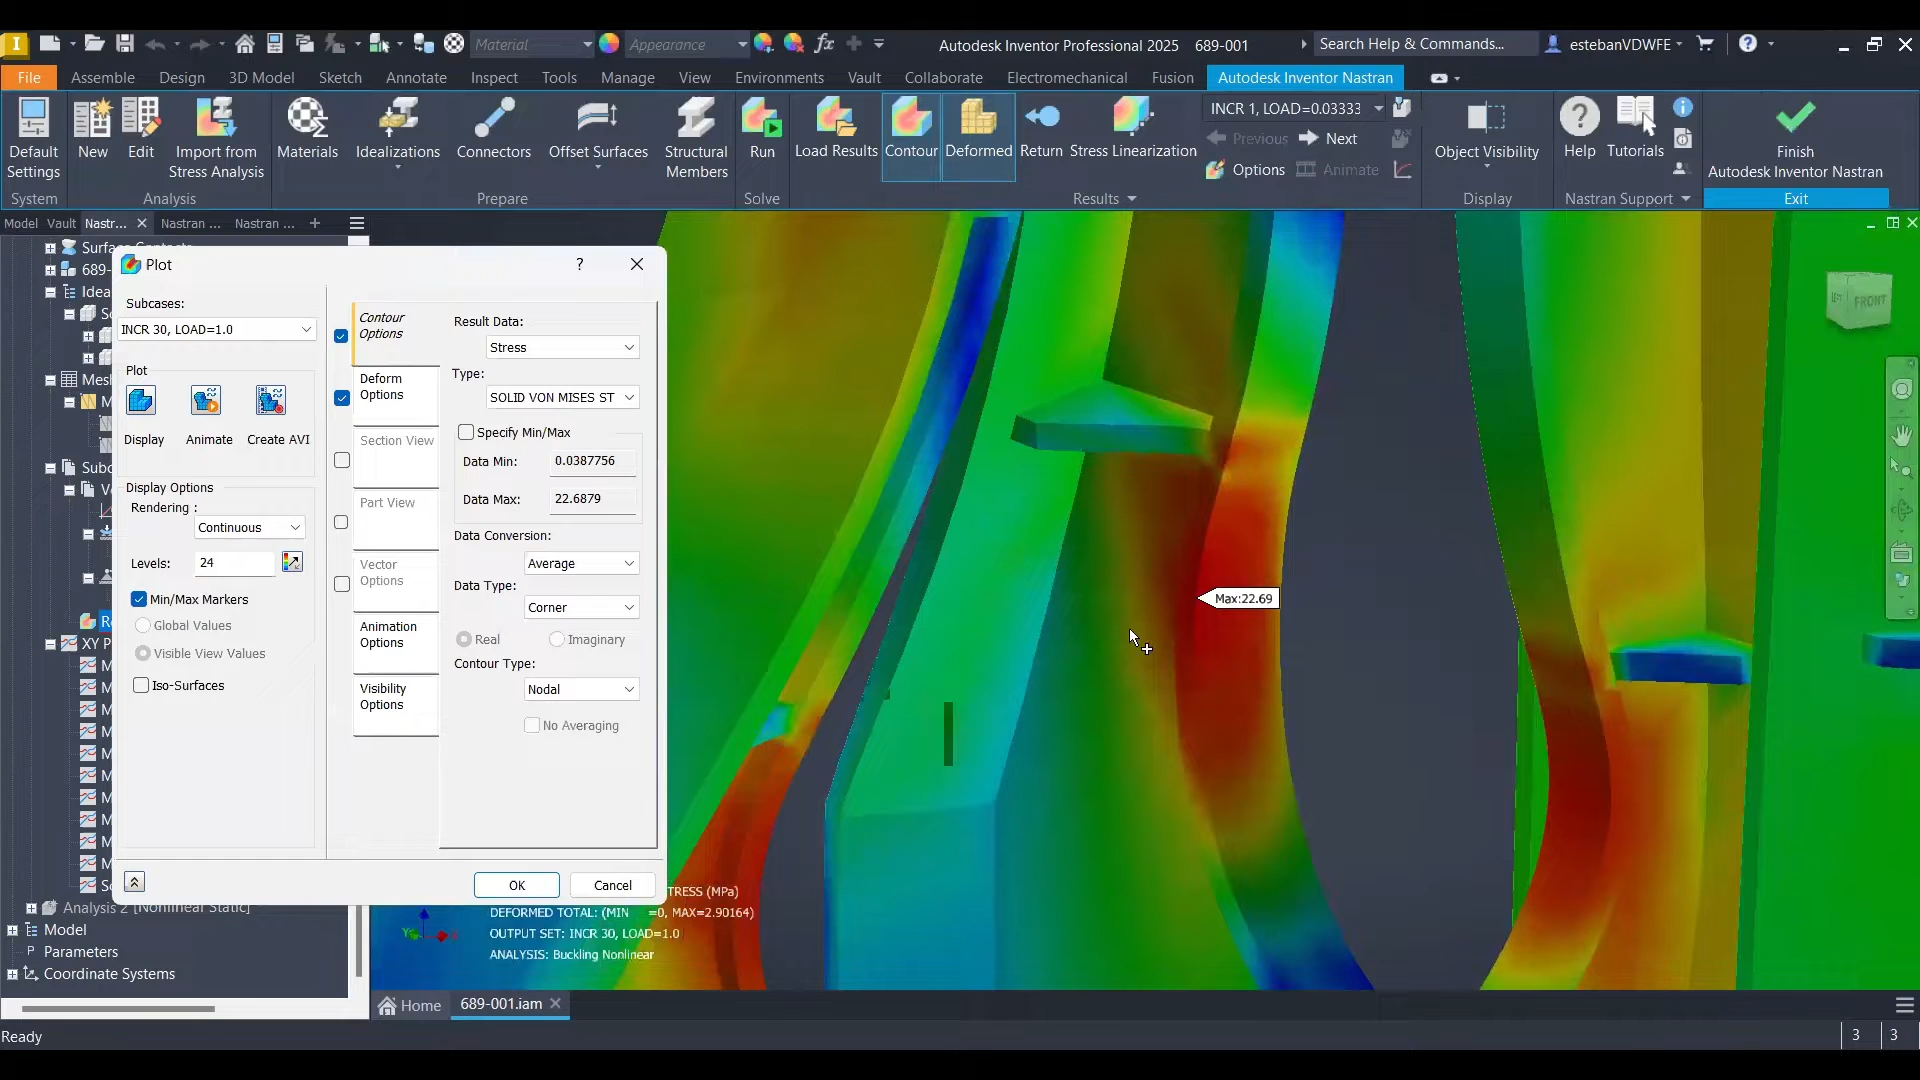 Material
Appearance
Autodesk Inventor Professional 2025 689-001
Search Help & Commands...
estebanVDWFE
File Assemble Design 3D Model Sketch Annotate Inspect Tools Manage View Environments Vault Collaborate Electromechanical Fusion Autodesk Inventor Nastran
Default Settings
New
Edit
Import from Stress Analysis
Materials
Idealizations
Connectors
Offset Surfaces
Structural Members
Run
Load Results
Contour
Deformed
Return
Stress Linearization
INCR 1, LOAD=0.03333
Previous
Next
Options
Animate
Object Visibility
Help
Tutorials
Finish Autodesk Inventor Nastran
System Analysis Prepare Solve Results Display Nastran Support Exit
Model Vault Nastr... Nastran ... Nastran ...
Plot
?
Subcases:
INCR 30, LOAD=1.0
Plot
Display Animate Create AVI
Display Options
Rendering :
Continuous
Levels: 24
Min/Max Markers
Global Values
Visible View Values
Iso-Surfaces
Contour Options
Deform Options
Section View
Part View
Vector Options
Animation Options
Visibility Options
Result Data:
Stress
Type:
SOLID VON MISES ST
Specify Min/Max
Data Min: 0.0387756
Data Max: 22.6879
Data Conversion:
Average
Data Type:
Corner
Real Imaginary
Contour Type:
Nodal
No Averaging
OK Cancel
689-
XY P
Analysis 2 [Nonlinear Static]
Model
Parameters
Coordinate Systems
Max:22.69
FRONT
(MPa)
DEFORMED TOTAL: (MIN =0, MAX=2.90164)
OUTPUT SET: INCR 30, LOAD=1.0
ANALYSIS: Buckling Nonlinear
Home 689-001.iam
Ready
3 3